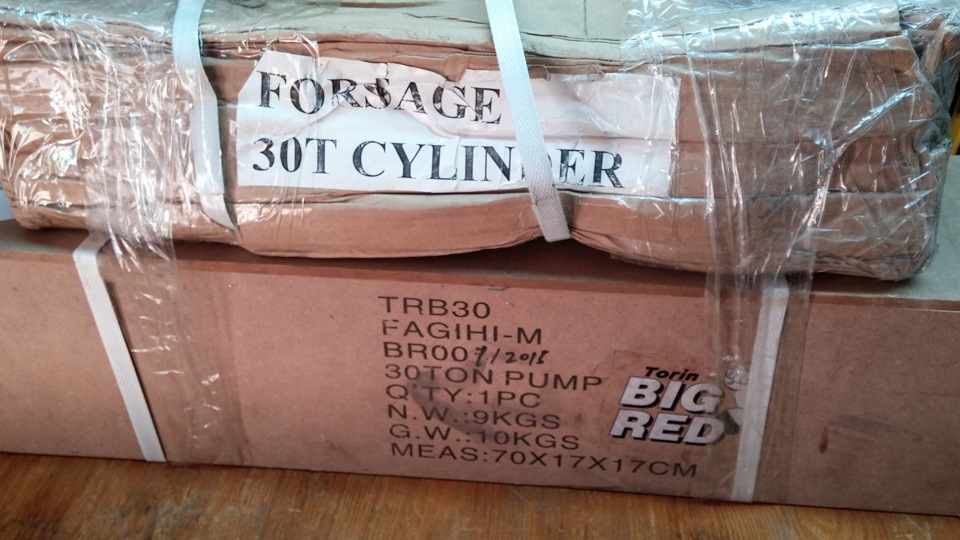 FORSAGE
30T CYLINDER
TRB30
FAGIHI-M
BR007/2015
30TON PUMP
Q'TY:1PC
N.W.:9KGS
G.W.:10KGS
MEAS:70X17X17CM
Torin
BIG
RED